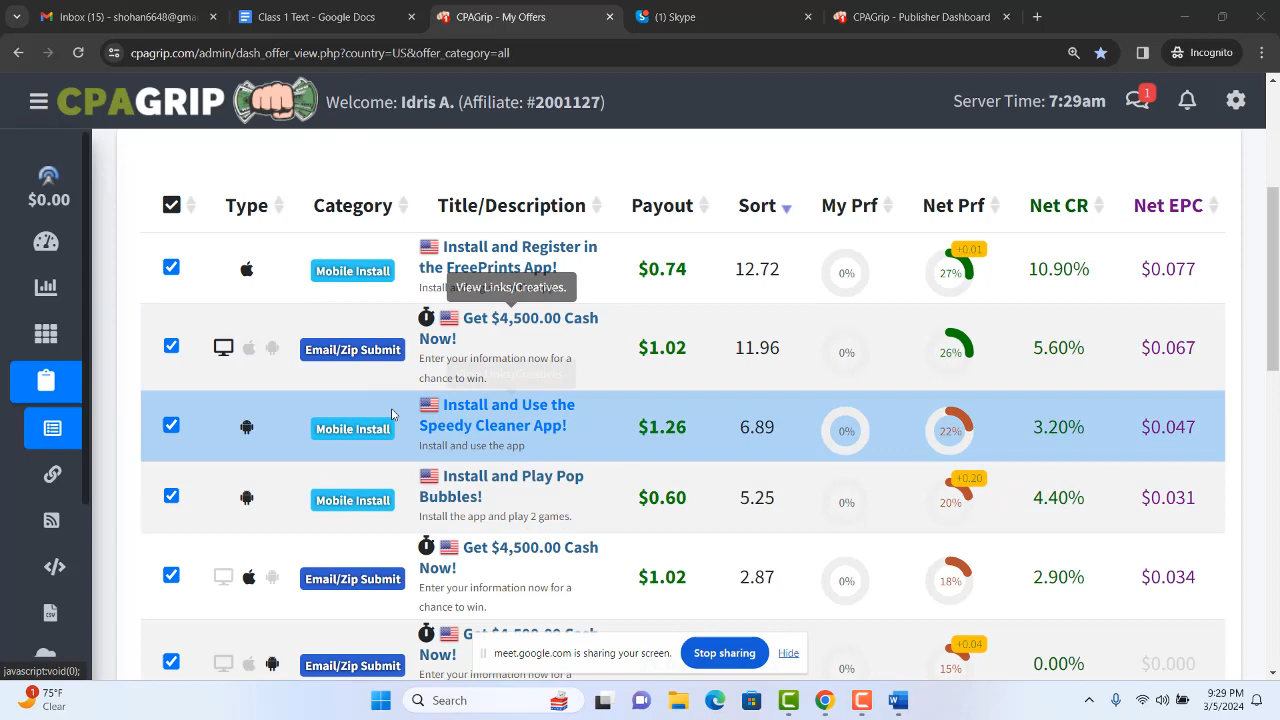 Inbox (15) - shohan6648@gma
Class 1 Text - Google Docs
CPAGrip - My Offers
(1) Skype
CPAGrip - Publisher Dashboard
cpagrip.com/admin/dash_offer_view.php?country=US&offer_category=all
Incognito
CPAGRIP
Welcome: Idris A. (Affiliate: #2001127)
Server Time: 7:29am
1
$0.00
Type
Category
Title/Description
Payout
Sort
My Prf
Net Prf
Net CR
Net EPC
Mobile Install
Install and Register in
the FreePrints App!
$0.74
12.72
0%
+0.01
27%
10.90%
$0.077
View Links/Creatives.
Email/Zip Submit
Get $4,500.00 Cash
Now!
Enter your information now for a
chance to win.
$1.02
11.96
0%
26%
5.60%
$0.067
Mobile Install
Install and Use the
Speedy Cleaner App!
Install and use the app
$1.26
6.89
0%
22%
3.20%
$0.047
Mobile Install
Install and Play Pop
Bubbles!
Install the app and play 2 games.
$0.60
5.25
0%
+0.20
20%
4.40%
$0.031
Email/Zip Submit
Get $4,500.00 Cash
Now!
Enter your information now for a
chance to win.
$1.02
2.87
0%
18%
2.90%
$0.034
Email/Zip Submit
Get $4,500.00 Cash
Now!
0%
+0.04
15%
0.00%
$0.000
CSV
meet.google.com is sharing your screen.
Stop sharing
Hide
javascript:void(0);
1
75°F
Clear
Search
9:29 PM
3/5/2024